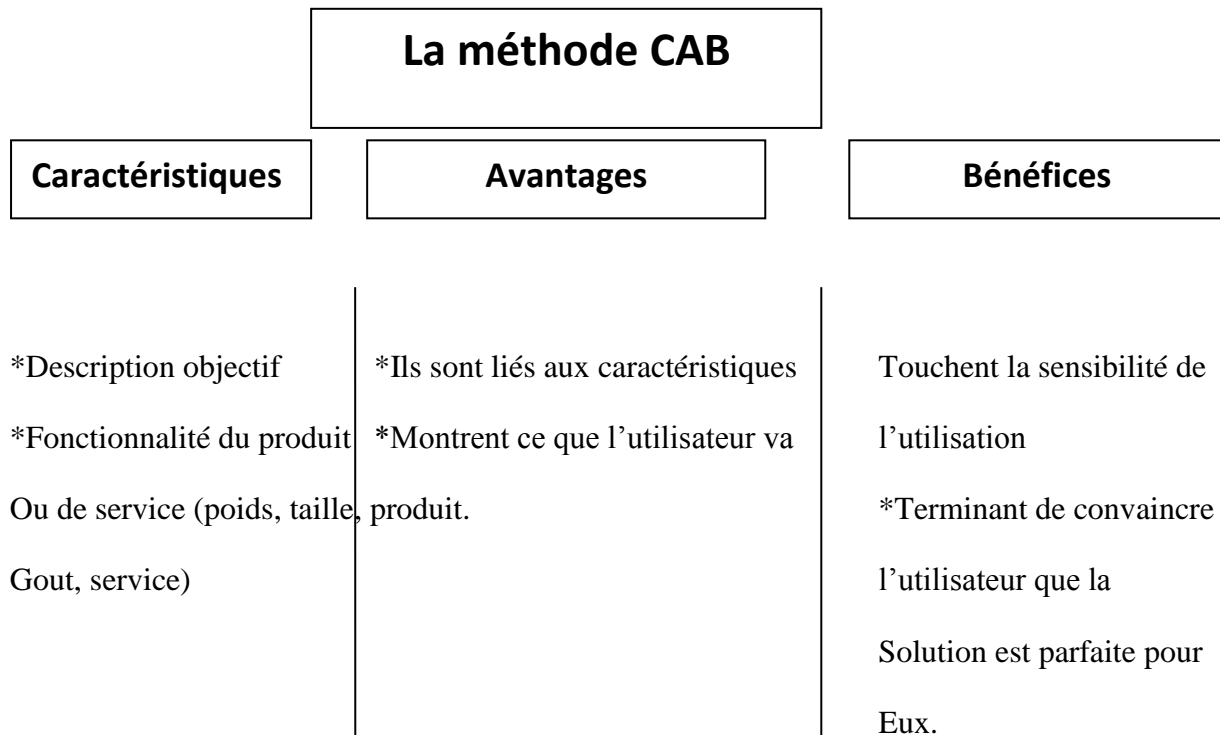 La méthode CAB
Caractéristiques
Avantages
Bénéfices
*Description objectif
*Fonctionnalité du produit
Ou de service (poids, taille,
Gout, service)
*Ils sont liés aux caractéristiques
*Montrent ce que l’utilisateur va
produit.
Touchent la sensibilité de
l’utilisation
*Terminant de convaincre
l’utilisateur que la
Solution est parfaite pour
Eux.